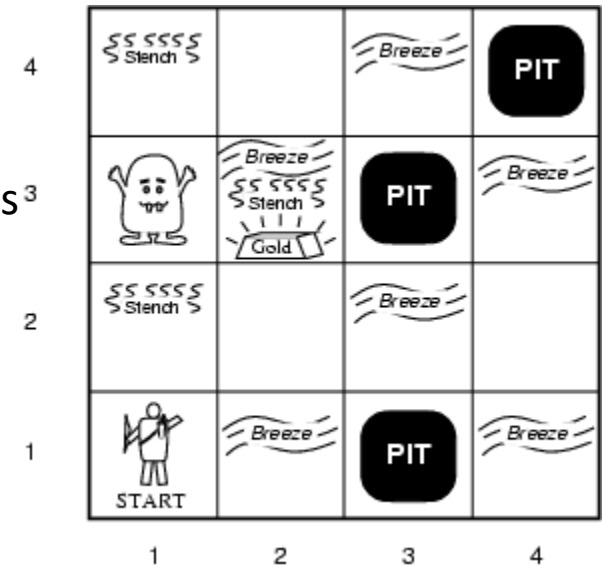 4 Stench Breeze PIT
s 3 Breeze Stench Gold PIT Breeze
2 Stench Breeze
1 START Breeze PIT Breeze
1 2 3 4